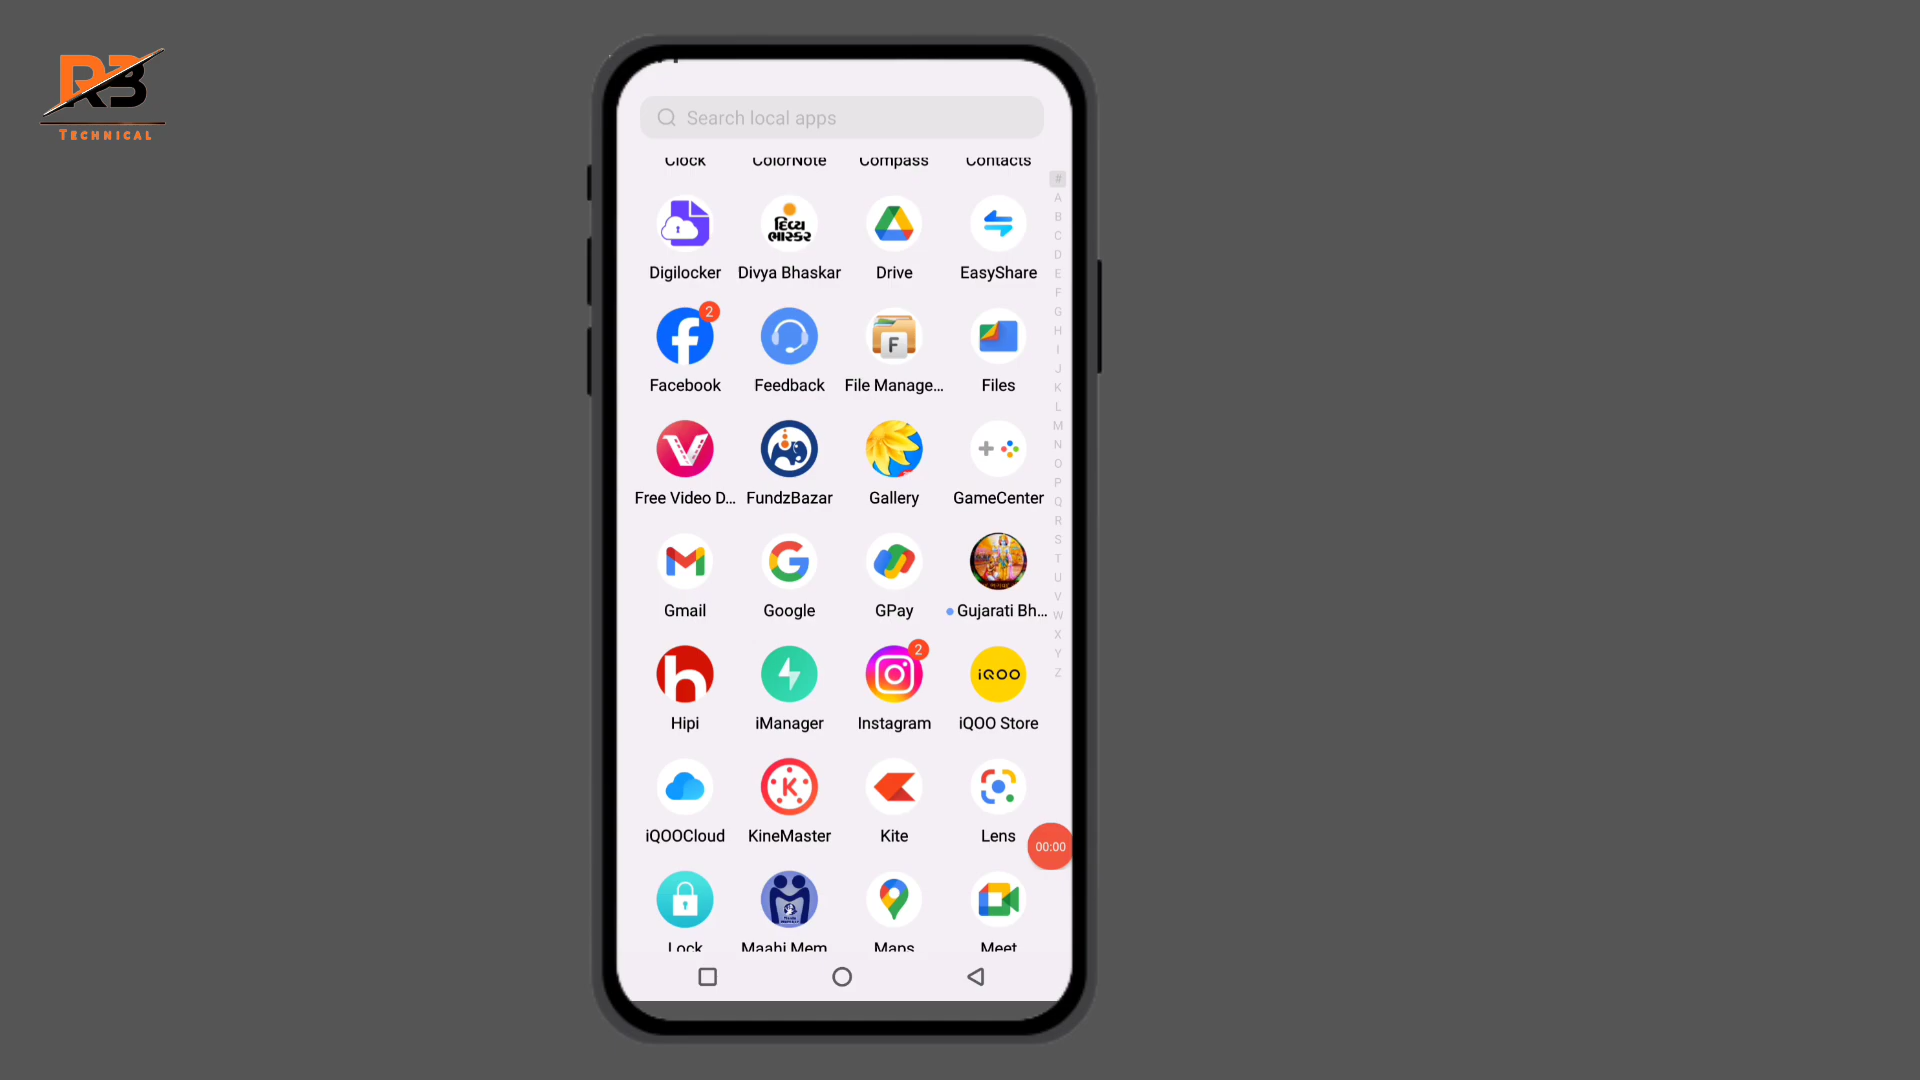 RB
TECHNICAL
Search local apps
Clock ColorNote Compass Contacts
#
A
B
C
D
E
F
G
H
I
J
K
L
M
N
O
P
Q
R
S
T
U
V
W
X
Y
Z
દિવ્ય
ભાસ્કર
Digilocker Divya Bhaskar Drive EasyShare
2
F
Facebook Feedback File Manage... Files
Free Video D... FundzBazar Gallery GameCenter
Gmail Google GPay Gujarati Bh...
2
iQOO
Hipi iManager Instagram iQOO Store
K
iQOOCloud KineMaster Kite Lens
00:00
Lock Maahi Mem... Maps Meet